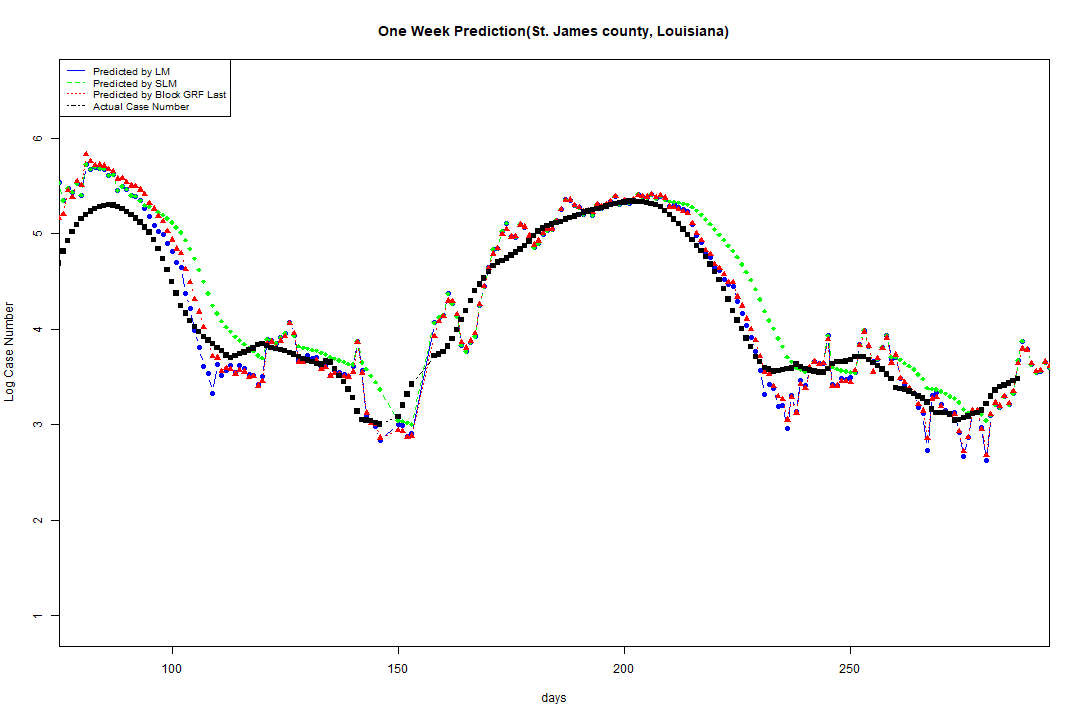 One Week Prediction(St. James county, Louisiana)
Predicted by LM
Predicted by SLM
Predicted by Block GRF Last
Actual Case Number
6
5
4
3
2
1
Log Case Number
100 150 200 250
days